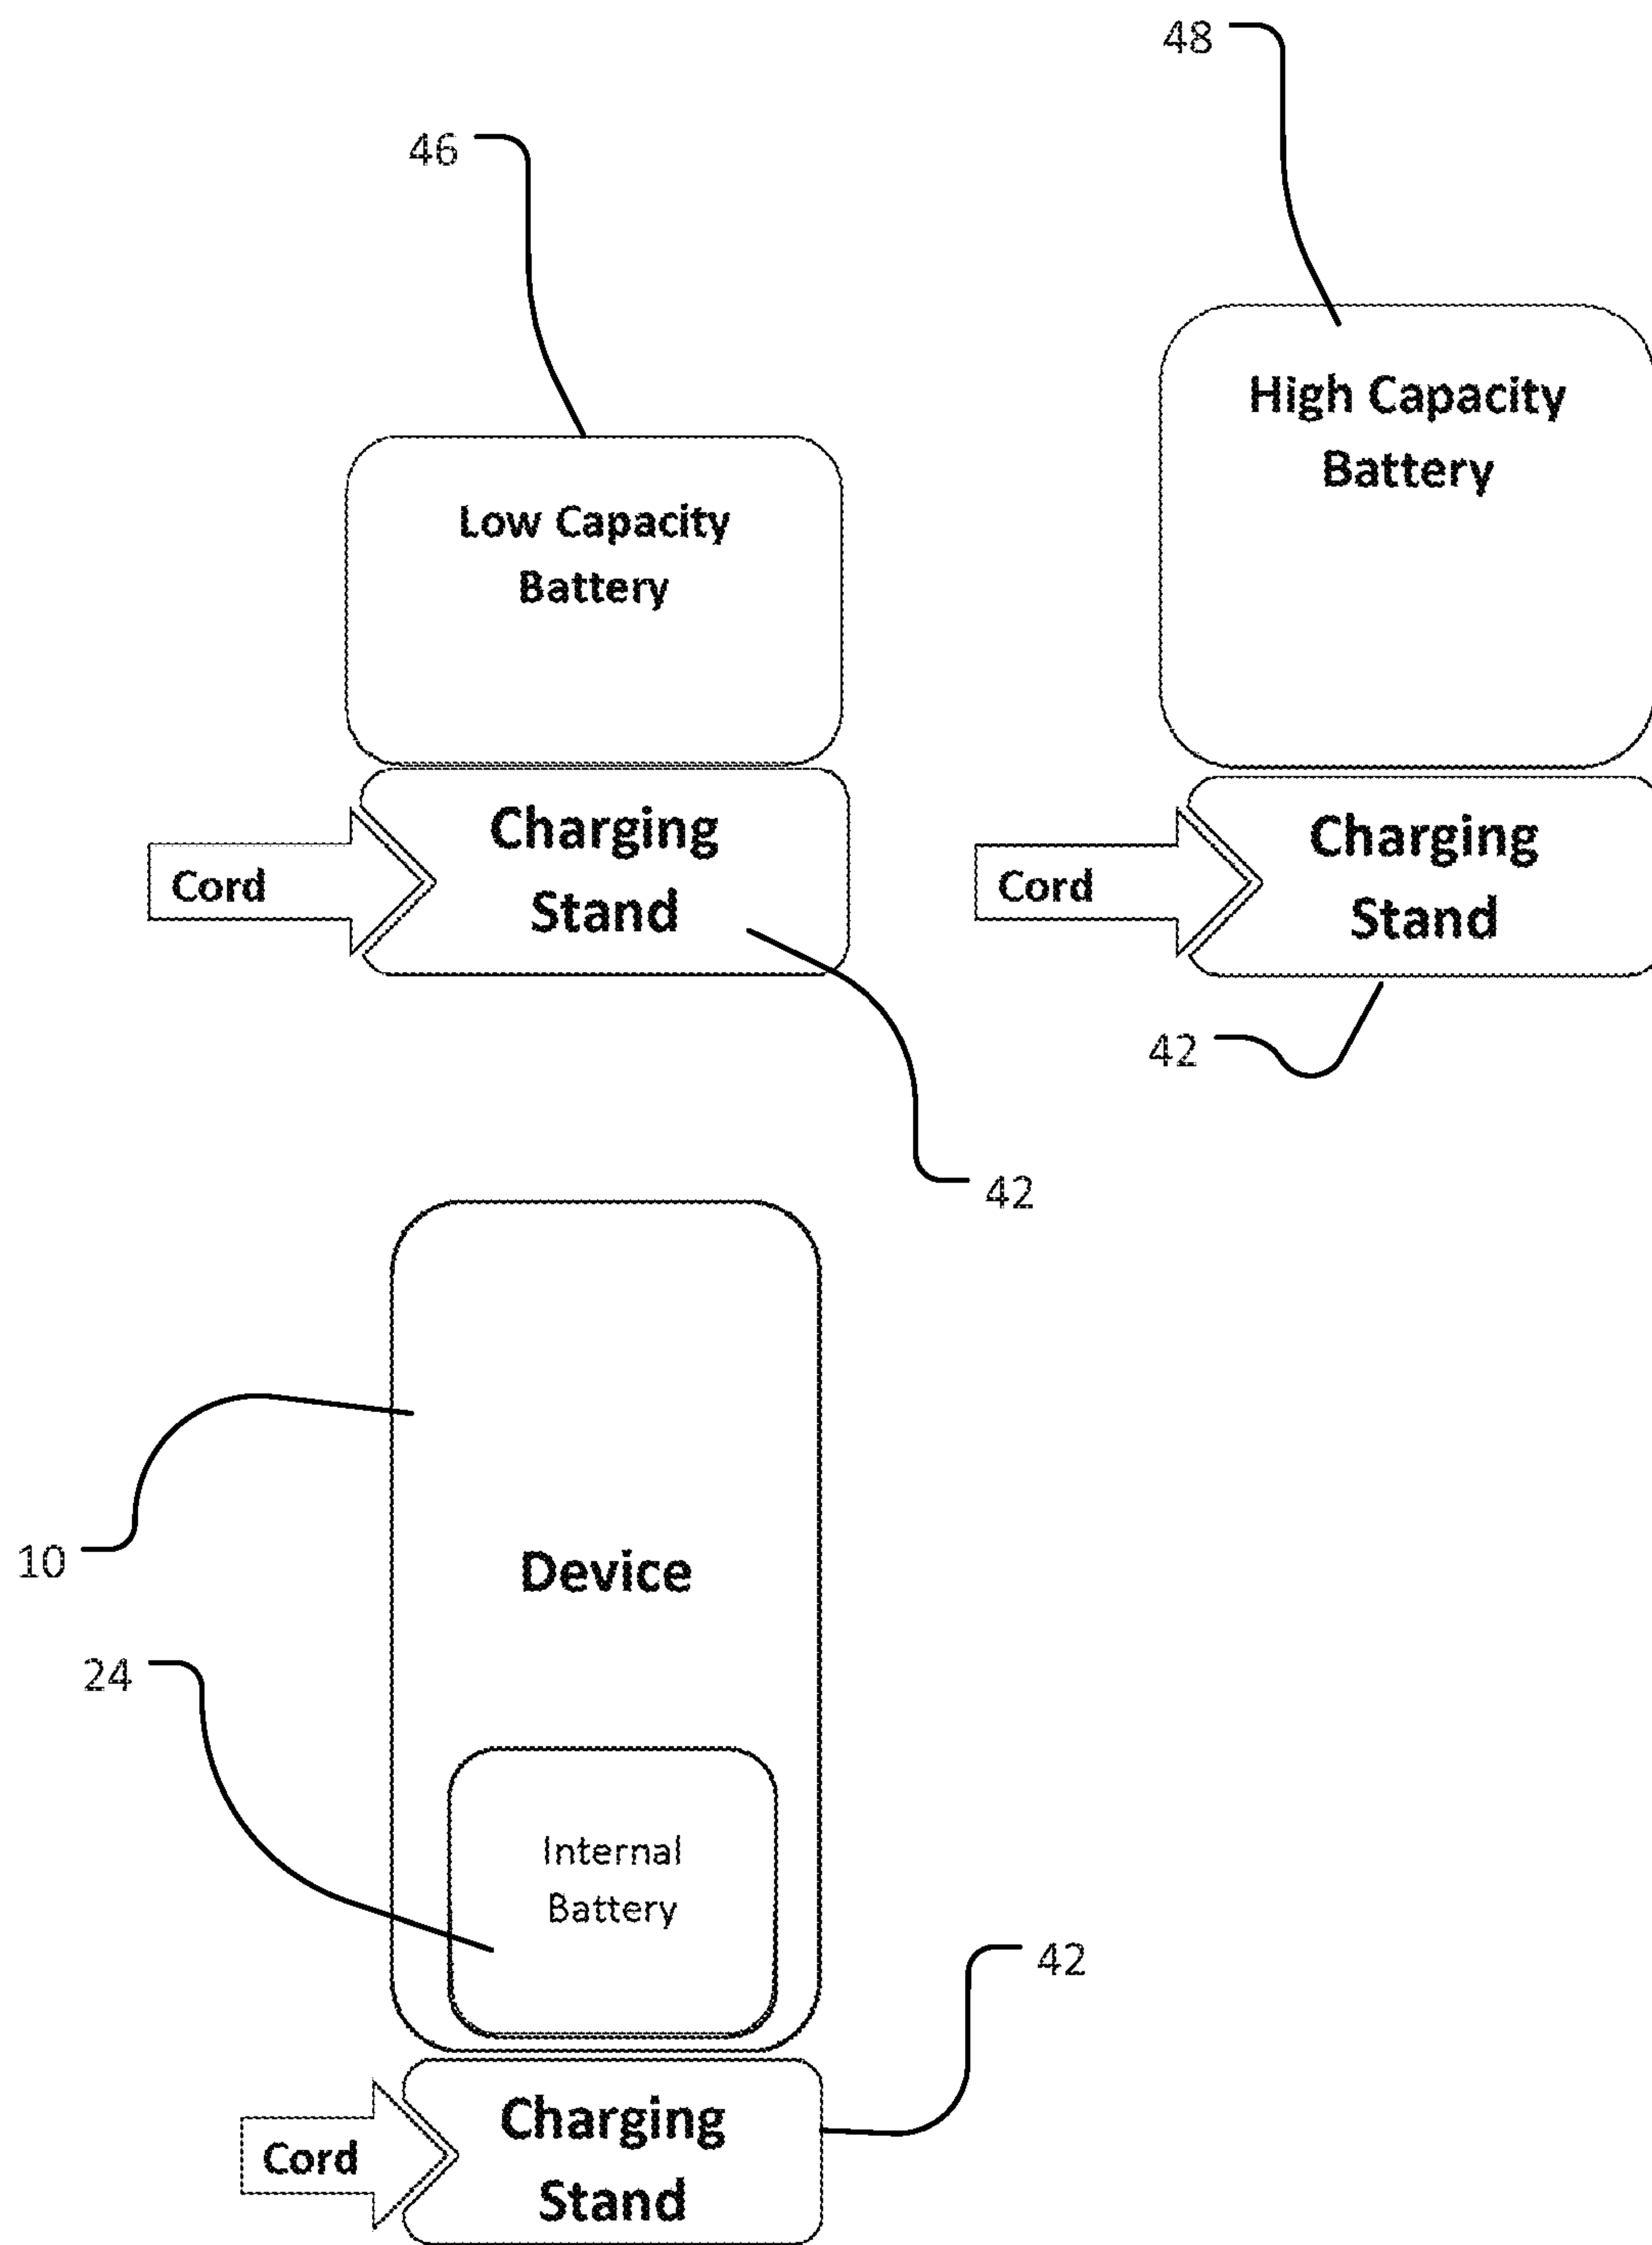 48
46
High Capacity
Battery
Low Capacity
Battery
Charging
Stand
Cord
Charging
Stand
Cord
42
42
10
Device
24
Internal
Battery
42
Charging
Stand
Cord